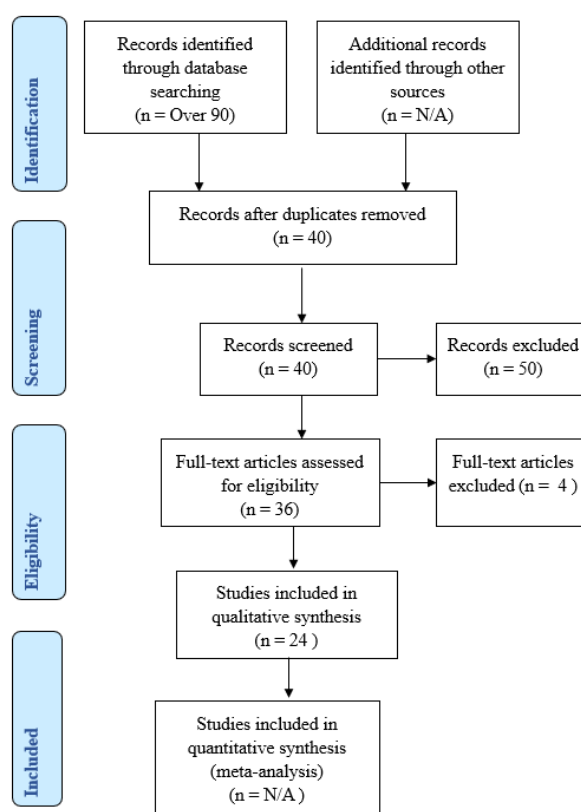 Identification
Records identified
through database
searching
(n = Over 90)
Additional records
identified through other
sources
(n = N/A)
Records after duplicates removed
(n = 40)
Screening
Records screened
(n = 40)
Records excluded
(n = 50)
Eligibility
Full-text articles assessed
for eligibility
(n = 36)
Full-text articles
excluded (n = 4 )
Studies included in
qualitative synthesis
(n = 24 )
Included
Studies included in
quantitative synthesis
(meta-analysis)
(n = N/A )